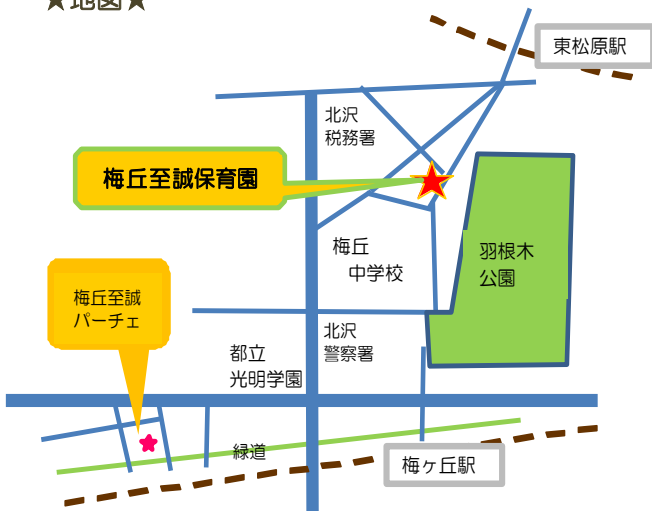 ★地図★
東松原駅
北沢
税務署
梅丘至誠保育園
梅丘
中学校
羽根木
公園
梅丘至誠
パーチェ
北沢
警察署
都立
光明学園
緑道
梅ヶ丘駅